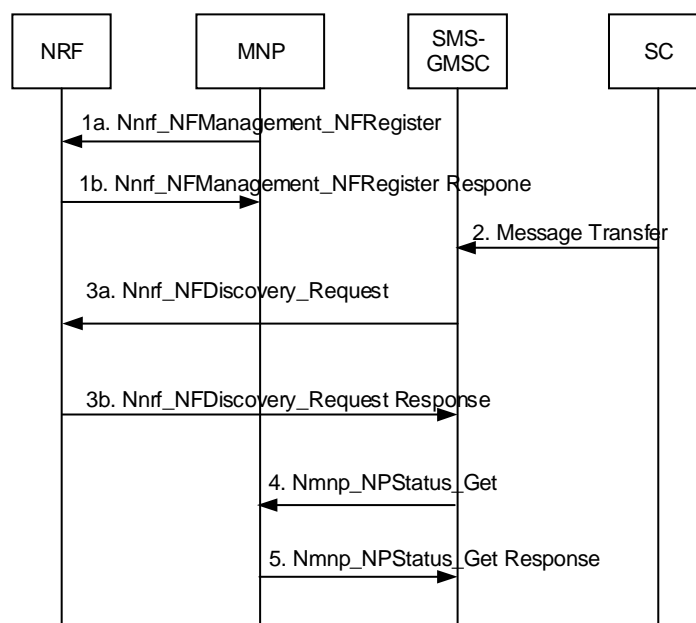 NRF
MNP
SMS-
GMSC
SC
1a. Nnrf_NFManagement_NFRegister
1b. Nnrf_NFManagement_NFRegister Respone
2. Message Transfer
3a. Nnrf_NFDiscovery_Request
3b. Nnrf_NFDiscovery_Request Response
4. Nmnp_NPStatus_Get
5. Nmnp_NPStatus_Get Response